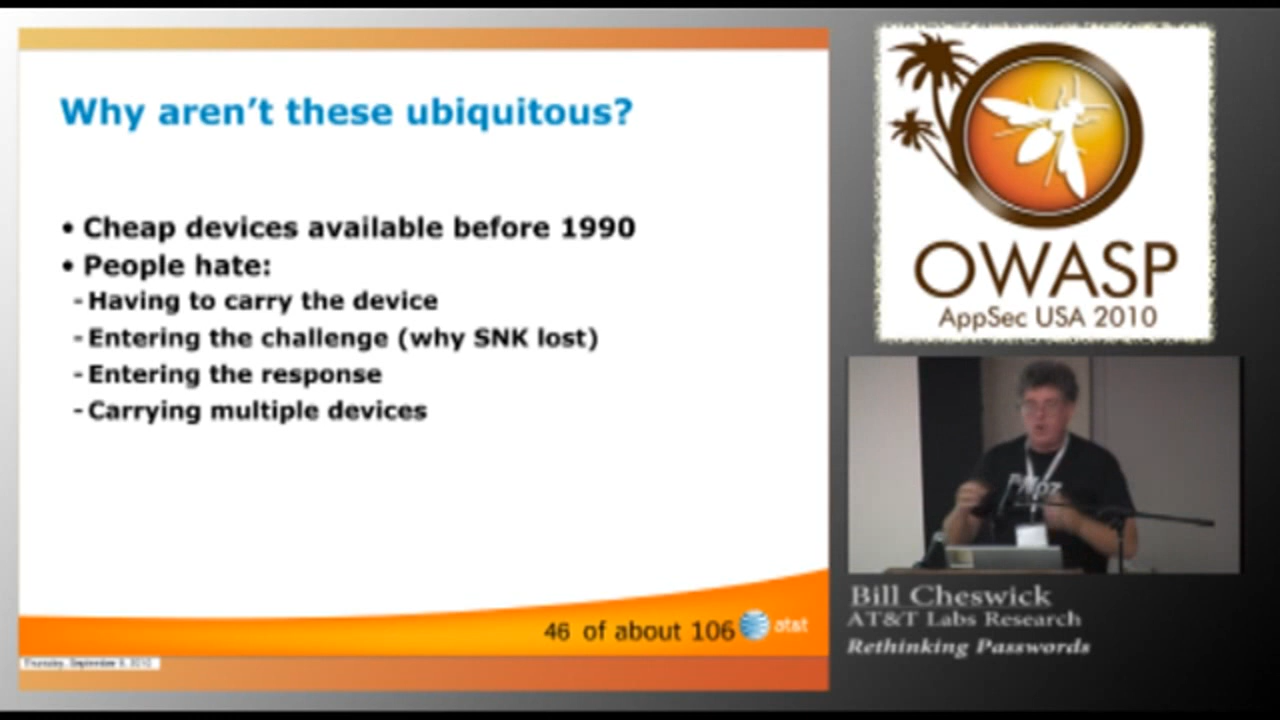 Why aren't these ubiquitous?
• Cheap devices available before 1990
• People hate:
- Having to carry the device
- Entering the challenge (why SNK lost)
- Entering the response
- Carrying multiple devices
46 of about 106
at&t
OWASP
AppSec USA 2010
Bill Cheswick
AT&T Labs Research
Rethinking Passwords